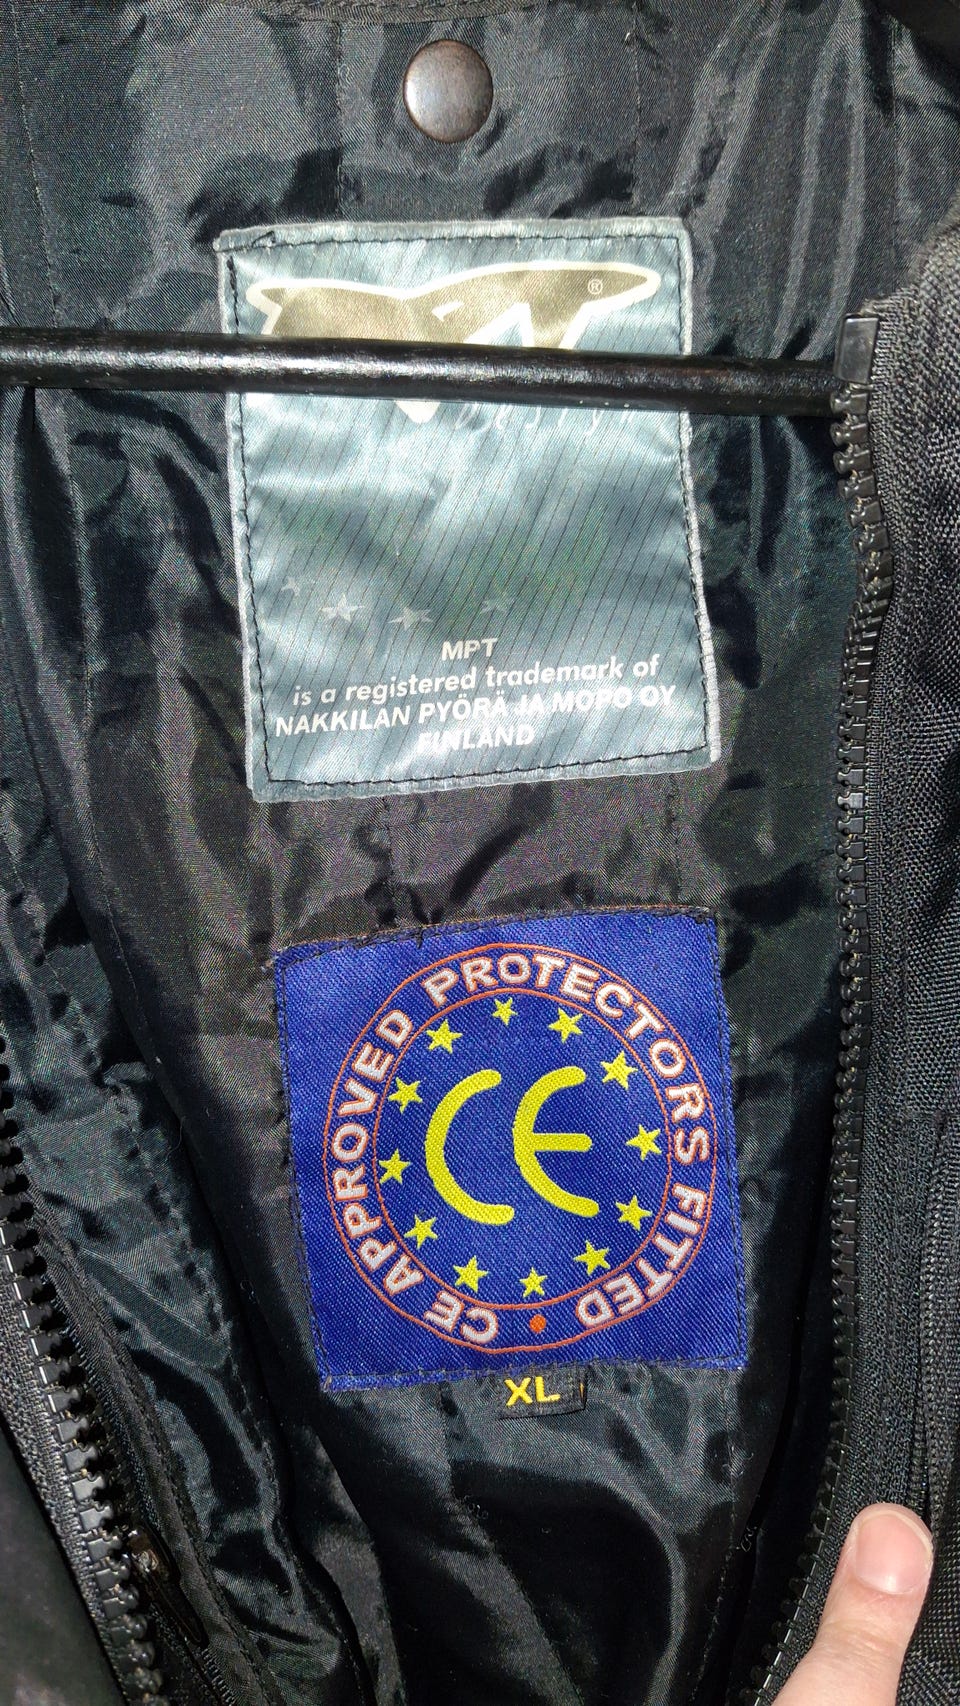 ®
MPT
is a registered trademark of
NAKKILAN PYÖRÄ JA MOPO OY
FINLAND
CE APPROVED PROTECTORS FITTED
CE
XL